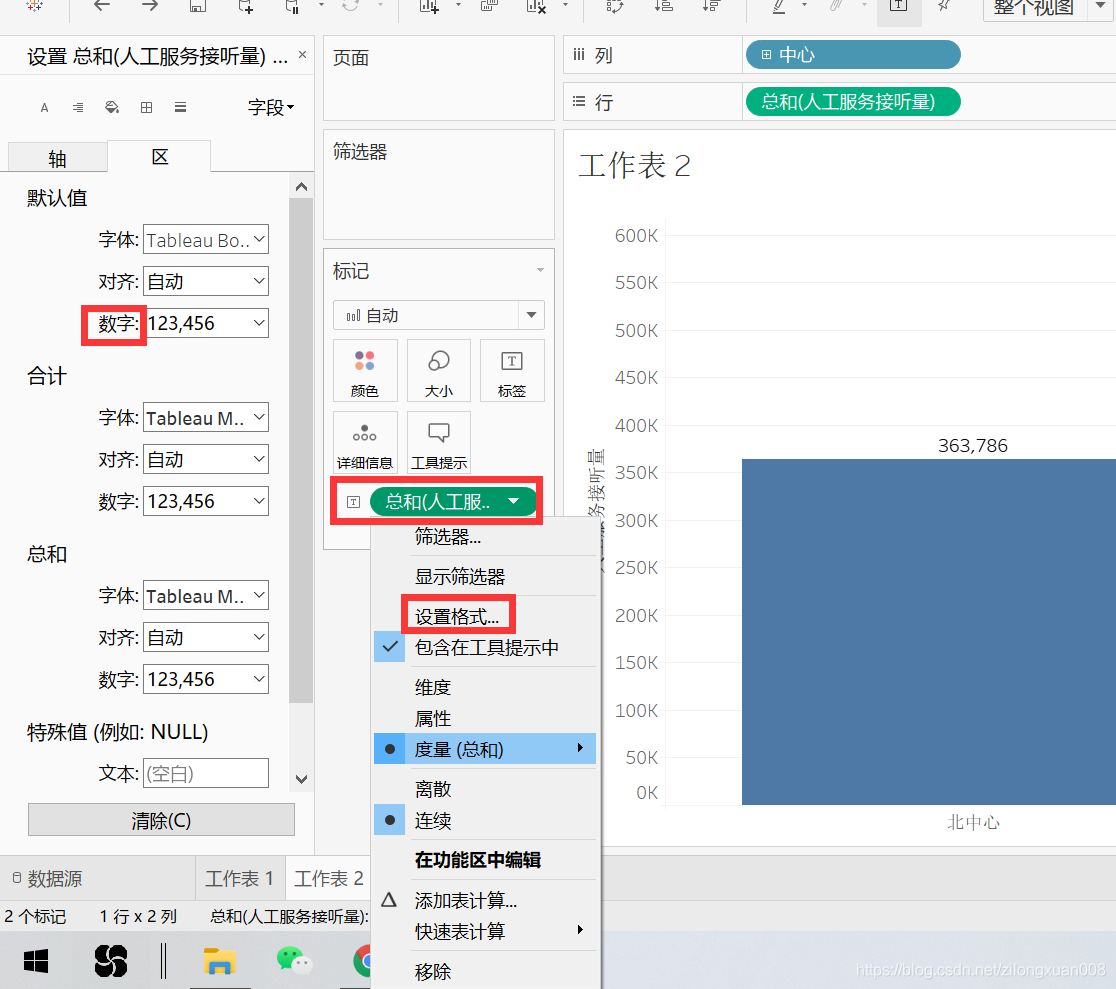 整个视图
设置 总和(人工服务接听量) ... ×
字段
轴
区
默认值
字体: Tableau Bo..
对齐: 自动
数字: 123,456
合计
字体: Tableau M..
对齐: 自动
数字: 123,456
总和
字体: Tableau M..
对齐: 自动
数字: 123,456
特殊值 (例如: NULL)
文本: (空白)
清除(C)
页面
筛选器
标记
自动
颜色
大小
标签
详细信息
工具提示
总和(人工服..
筛选器...
显示筛选器
设置格式...
包含在工具提示中
维度
属性
度量 (总和)
离散
连续
在功能区中编辑
添加表计算...
快速表计算
移除
列
中心
行
总和(人工服务接听量)
工作表 2
600K
550K
500K
450K
400K
350K
300K
250K
200K
150K
100K
50K
0K
务接听量
363,786
北中心
数据源
工作表 1
工作表 2
2 个标记
1 行 x 2 列
总和(人工服务接听量):
https://blog.csdn.net/zilongxuan008